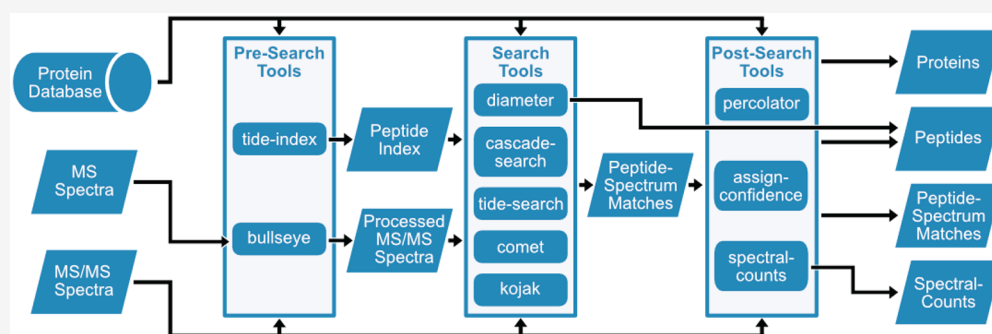 Protein
Database
MS
Spectra
MS/MS
Spectra
Pre-Search
Tools
tide-index
bullseye
Peptide
Index
Processed
MS/MS
Spectra
Search
Tools
diameter
cascade-
search
tide-search
comet
kojak
Peptide-
Spectrum
Matches
Post-Search
Tools
percolator
assign-
confidence
spectral-
counts
Proteins
Peptides
Peptide-
Spectrum
Matches
Spectral-
Counts